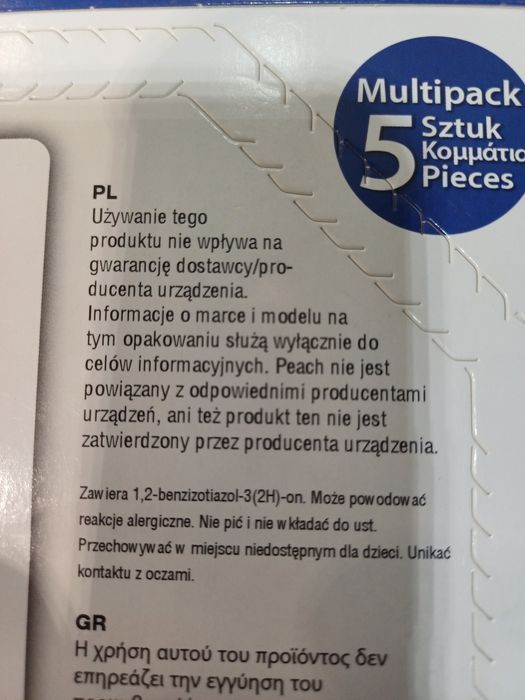 Multipack
5 Sztuk
Κομμάτια
Pieces
PL
Używanie tego
produktu nie wpływa na
gwarancję dostawcy/pro-
ducenta urządzenia.
Informacje o marce i modelu na
tym opakowaniu służą wyłącznie do
celów informacyjnych. Peach nie jest
powiązany z odpowiednimi producentami
urządzeń, ani też produkt ten nie jest
zatwierdzony przez producenta urządzenia.
Zawiera 1,2-benzizotiazol-3(2H)-on. Może powodować
reakcje alergiczne. Nie pić i nie wkładać do ust.
Przechowywać w miejscu niedostępnym dla dzieci. Unikać
kontaktu z oczami.
GR
Η χρήση αυτού του προϊόντος δεν
επηρεάζει την εγγύηση του